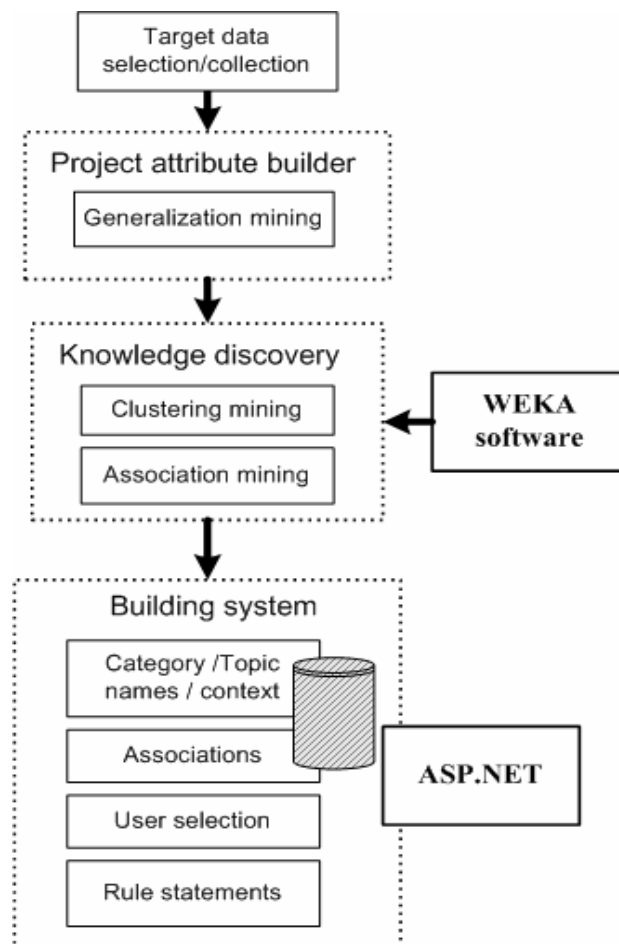 Target data
selection/collection
Project attribute builder
Generalization mining
Knowledge discovery
Clustering mining
Association mining
WEKA
software
Building system
Category /Topic
names / context
Associations
ASP.NET
User selection
Rule statements